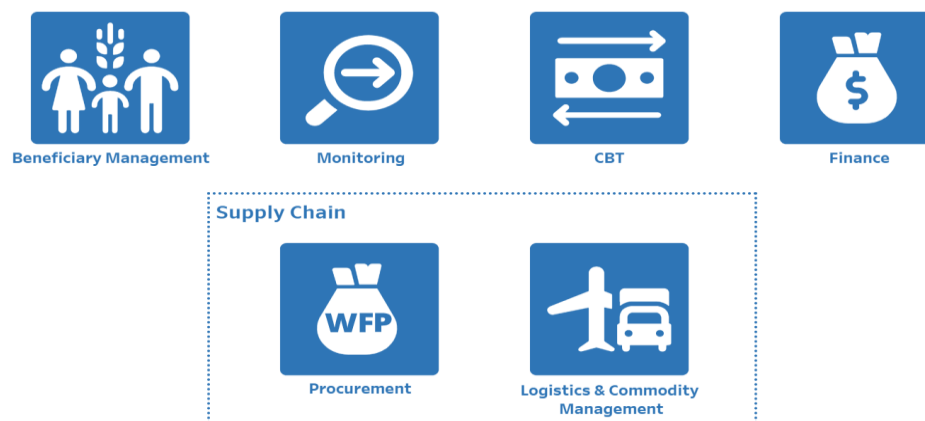 Beneficiary Management
Monitoring
CBT
$
Finance
Supply Chain
WFP
Procurement
Logistics & Commodity
Management